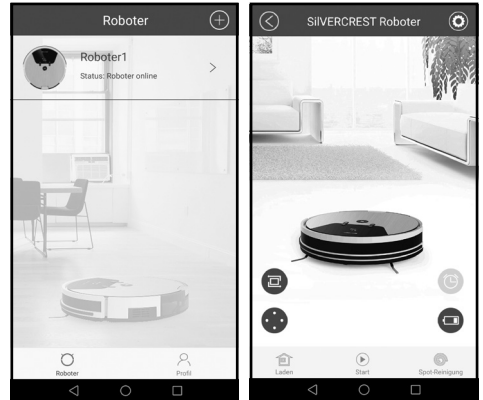 Roboter
Roboter1
Status: Roboter online
Roboter
Profil
SilVERCREST Roboter
Laden
Start
Spot-Reinigung